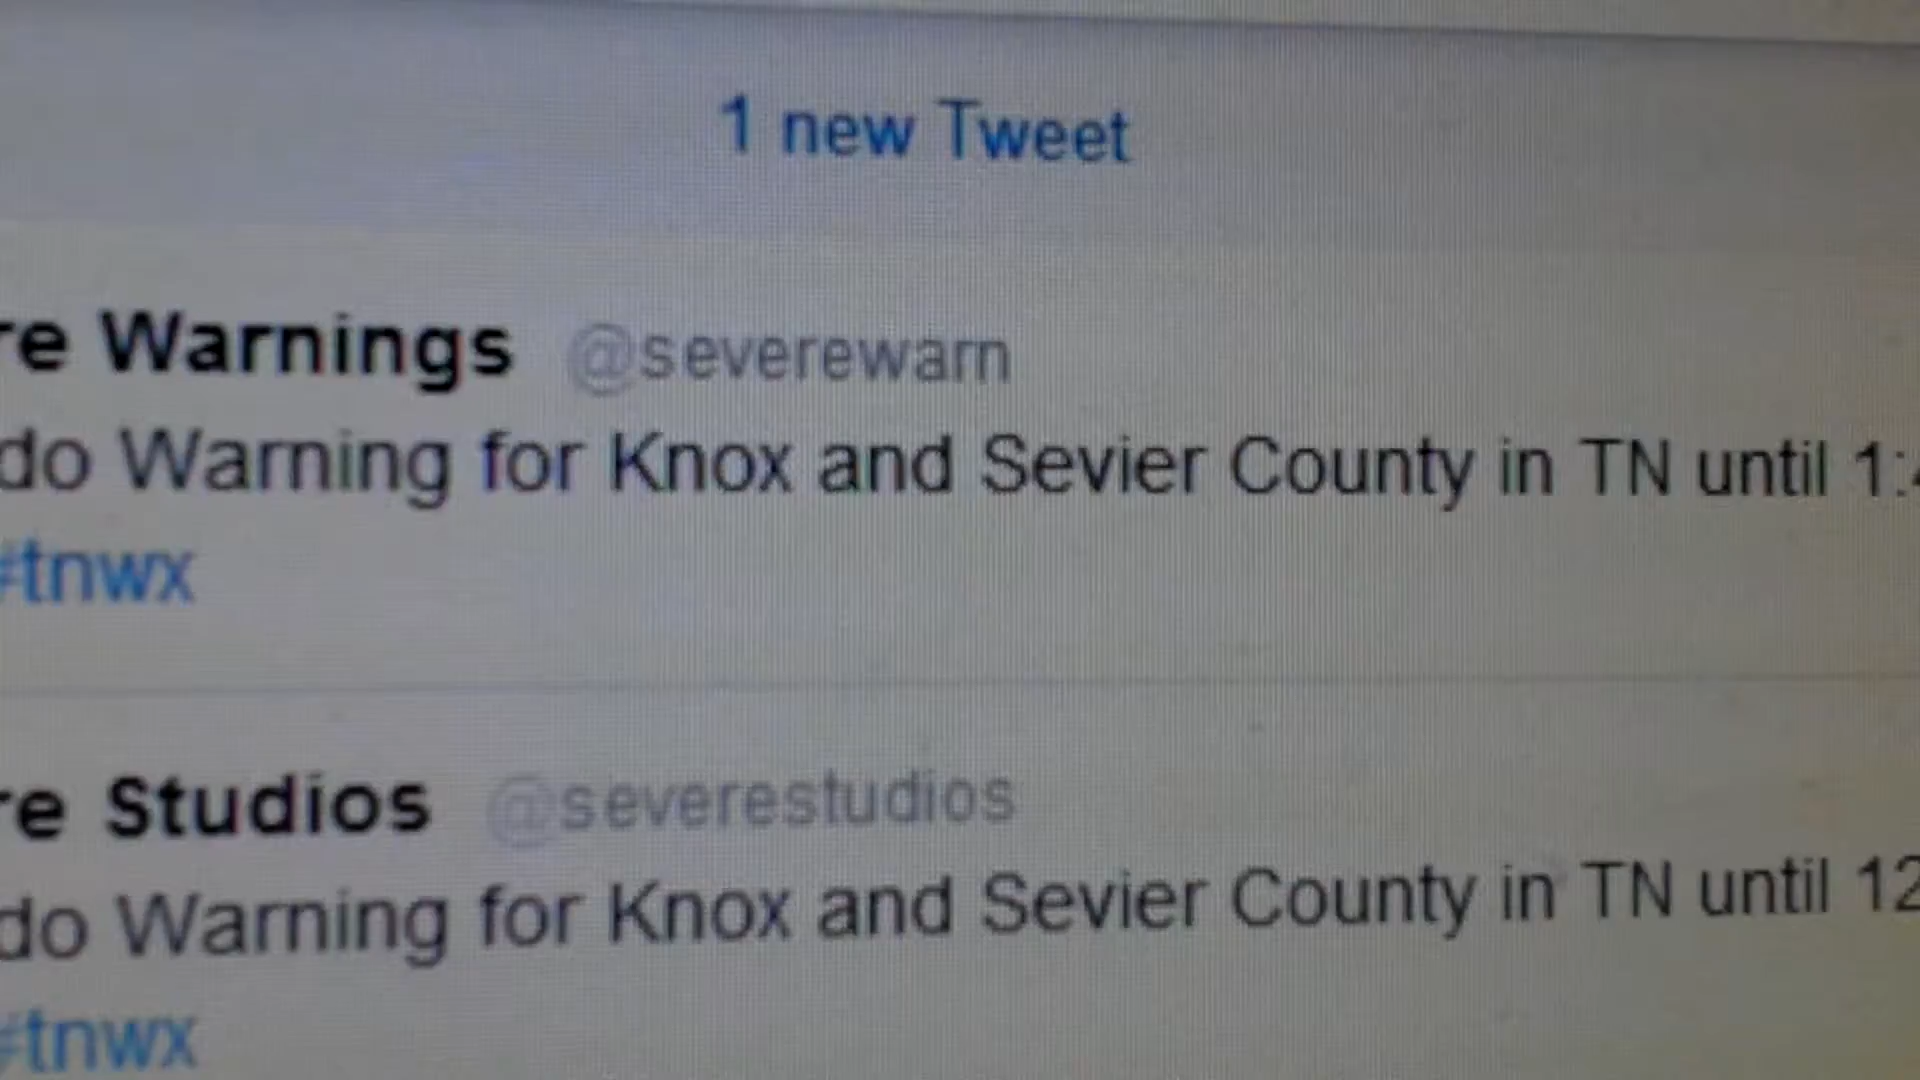 1 new Tweet
re Warnings @severewarn
do Warning for Knox and Sevier County in TN until 1:4
#tnwx
re Studios @severestudios
do Warning for Knox and Sevier County in TN until 12
#tnwx